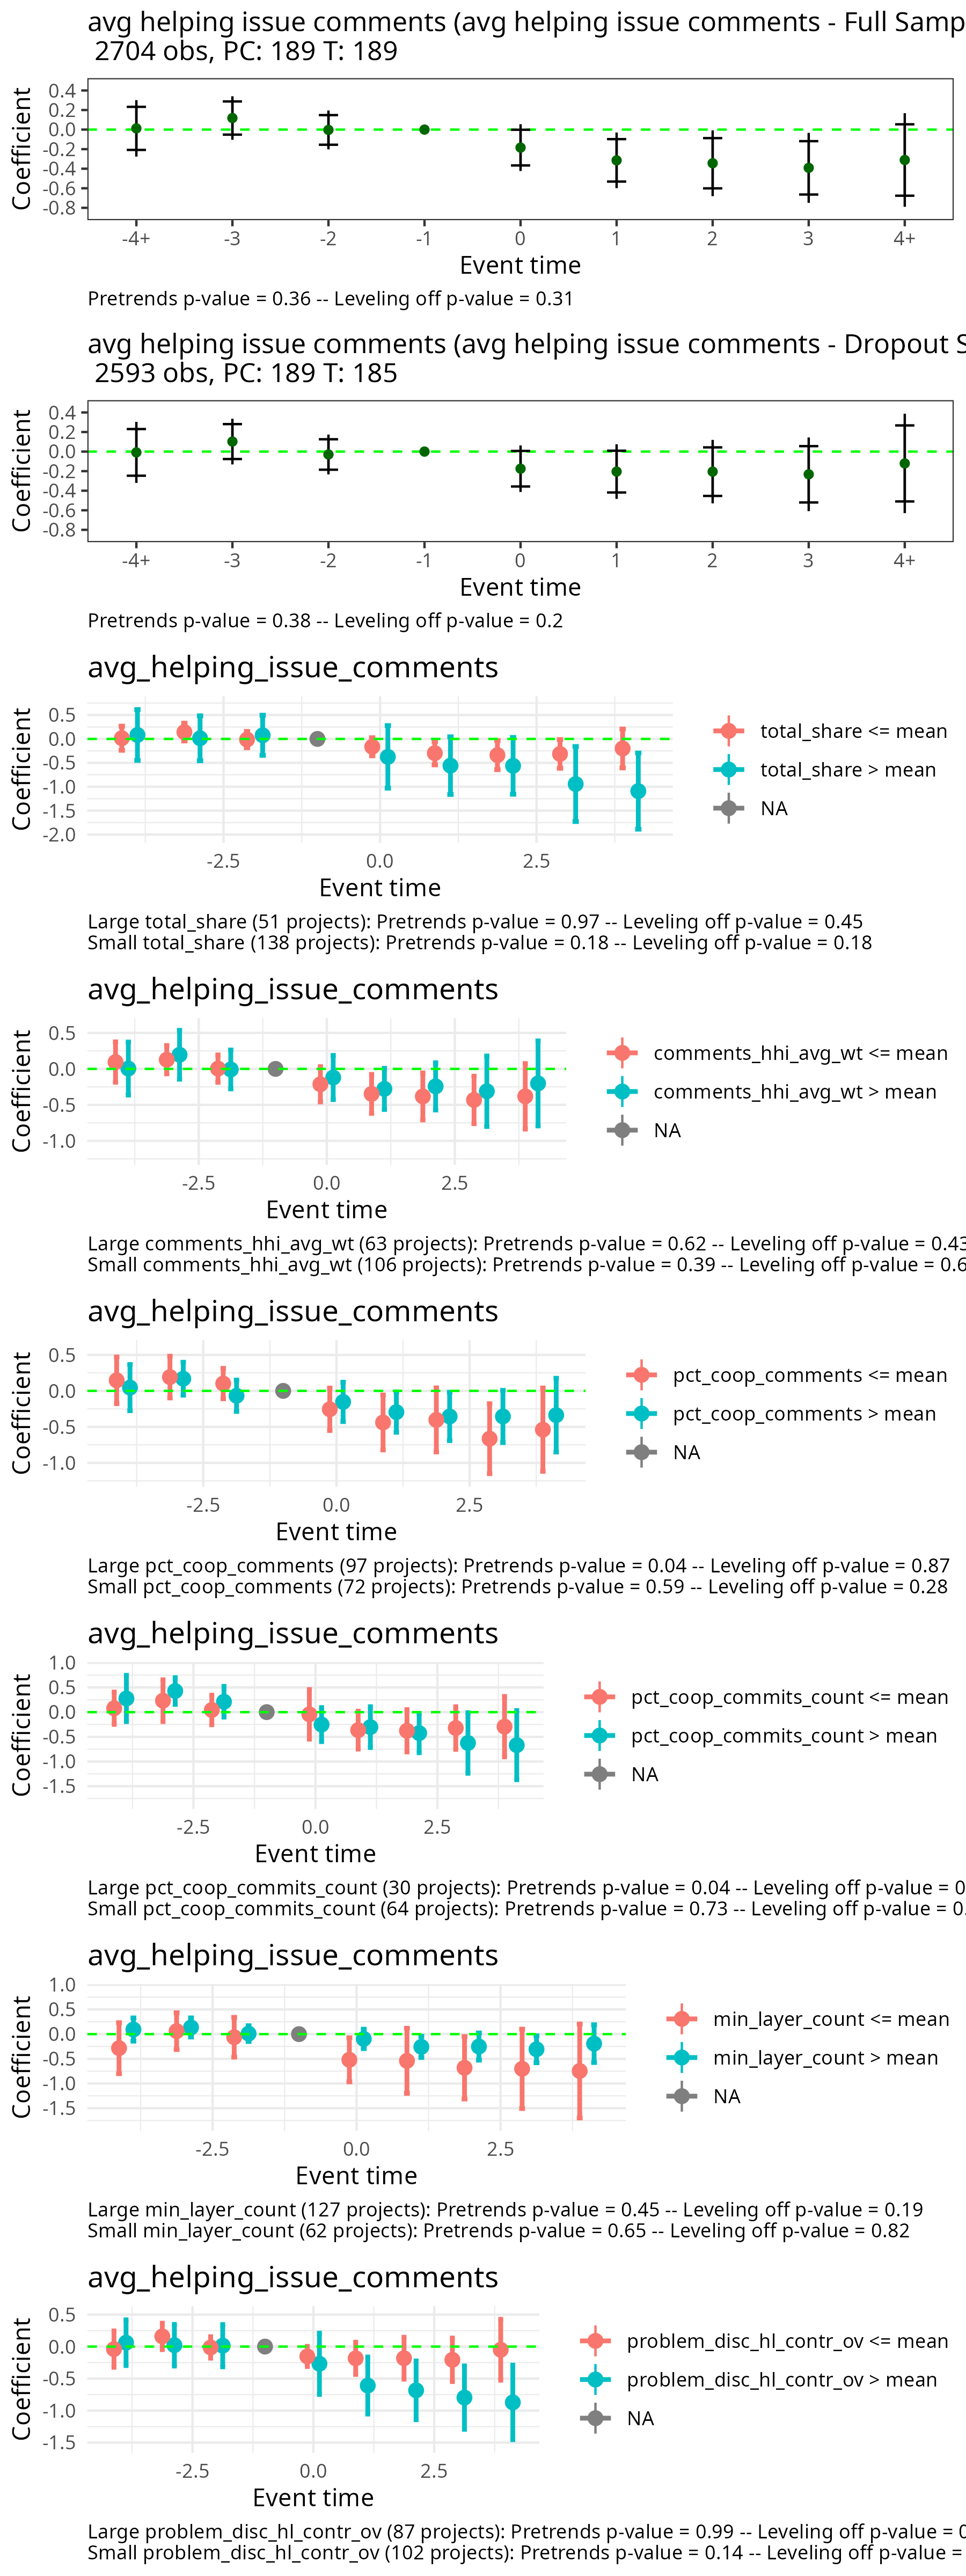 avg helping issue comments (avg helping issue comments - Full Samp
2704 obs, PC: 189 T: 189
Coefficient
0.4
0.2
0.0
-0.2
-0.4
-0.6
-0.8
-4+ -3 -2 -1 0 1 2 3 4+
Event time
Pretrends p-value = 0.36 -- Leveling off p-value = 0.31
avg helping issue comments (avg helping issue comments - Dropout S
2593 obs, PC: 189 T: 185
Coefficient
0.4
0.2
0.0
-0.2
-0.4
-0.6
-0.8
-4+ -3 -2 -1 0 1 2 3 4+
Event time
Pretrends p-value = 0.38 -- Leveling off p-value = 0.2
avg_helping_issue_comments
Coefficient
0.5
0.0
-0.5
-1.0
-1.5
-2.0
-2.5 0.0 2.5
Event time
total_share <= mean
total_share > mean
NA
Large total_share (51 projects): Pretrends p-value = 0.97 -- Leveling off p-value = 0.45
Small total_share (138 projects): Pretrends p-value = 0.18 -- Leveling off p-value = 0.18
avg_helping_issue_comments
Coefficient
0.5
0.0
-0.5
-1.0
-2.5 0.0 2.5
Event time
comments_hhi_avg_wt <= mean
comments_hhi_avg_wt > mean
NA
Large comments_hhi_avg_wt (63 projects): Pretrends p-value = 0.62 -- Leveling off p-value = 0.43
Small comments_hhi_avg_wt (106 projects): Pretrends p-value = 0.39 -- Leveling off p-value = 0.6
avg_helping_issue_comments
Coefficient
0.5
0.0
-0.5
-1.0
-2.5 0.0 2.5
Event time
pct_coop_comments <= mean
pct_coop_comments > mean
NA
Large pct_coop_comments (97 projects): Pretrends p-value = 0.04 -- Leveling off p-value = 0.87
Small pct_coop_comments (72 projects): Pretrends p-value = 0.59 -- Leveling off p-value = 0.28
avg_helping_issue_comments
Coefficient
1.0
0.5
0.0
-0.5
-1.0
-1.5
-2.5 0.0 2.5
Event time
pct_coop_commits_count <= mean
pct_coop_commits_count > mean
NA
Large pct_coop_commits_count (30 projects): Pretrends p-value = 0.04 -- Leveling off p-value = 0
Small pct_coop_commits_count (64 projects): Pretrends p-value = 0.73 -- Leveling off p-value = 0.
avg_helping_issue_comments
Coefficient
1.0
0.5
0.0
-0.5
-1.0
-1.5
-2.5 0.0 2.5
Event time
min_layer_count <= mean
min_layer_count > mean
NA
Large min_layer_count (127 projects): Pretrends p-value = 0.45 -- Leveling off p-value = 0.19
Small min_layer_count (62 projects): Pretrends p-value = 0.65 -- Leveling off p-value = 0.82
avg_helping_issue_comments
Coefficient
0.5
0.0
-0.5
-1.0
-1.5
-2.5 0.0 2.5
Event time
problem_disc_hl_contr_ov <= mean
problem_disc_hl_contr_ov > mean
NA
Large problem_disc_hl_contr_ov (87 projects): Pretrends p-value = 0.99 -- Leveling off p-value = 0
Small problem_disc_hl_contr_ov (102 projects): Pretrends p-value = 0.14 -- Leveling off p-value =